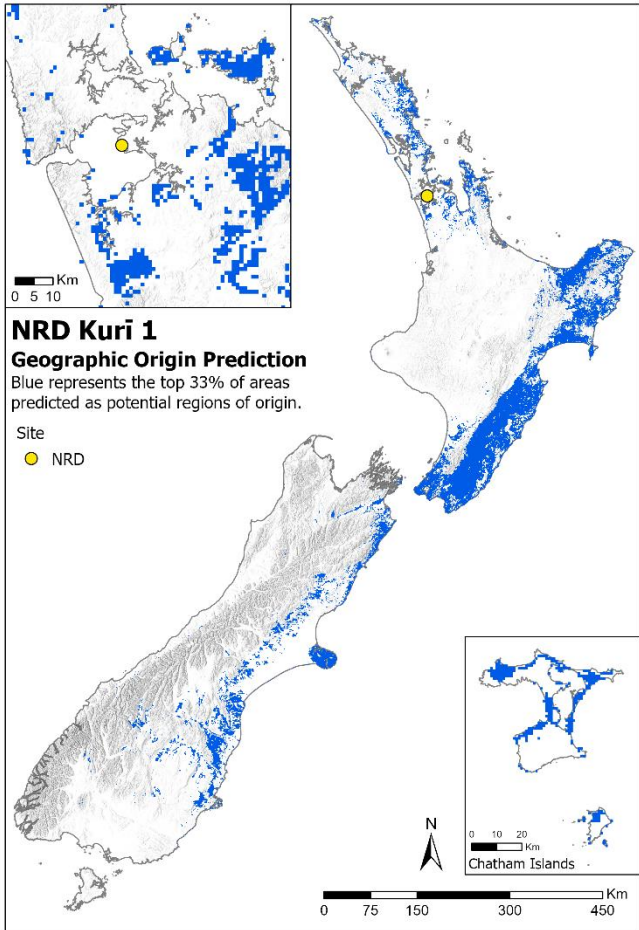 Km
0 5 10
NRD Kurī 1
Geographic Origin Prediction
Blue represents the top 33% of areas
predicted as potential regions of origin.
Site
NRD
N
0 10 20
Km
Chatham Islands
Km
0 75 150 300 450